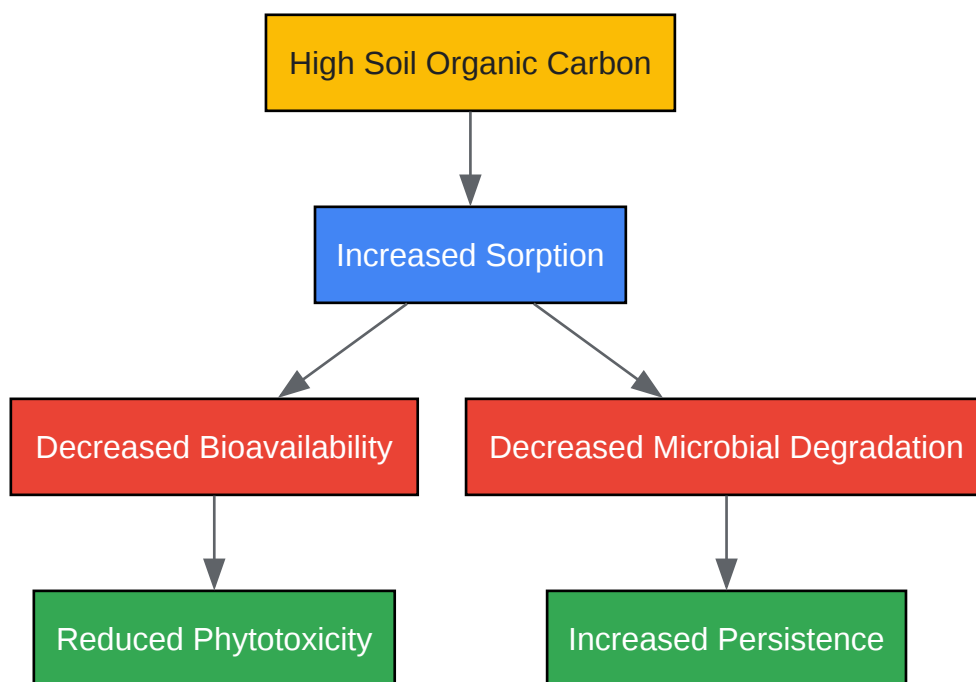 High Soil Organic Carbon
Increased Sorption
Decreased Bioavailability
Decreased Microbial Degradation
Reduced Phytotoxicity
Increased Persistence